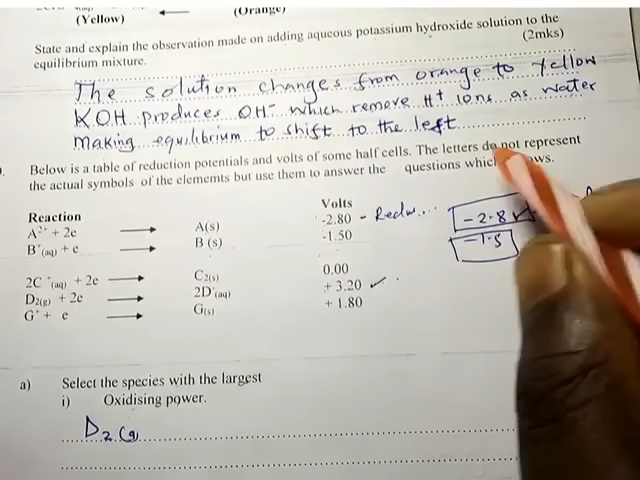 (Yellow) (Orange)
State and explain the observation made on adding aqueous potassium hydroxide solution to the
equilibrium mixture. (2mks)
The solution changes from orange to Yellow
KOH produces OH⁻ which remove H⁺ ions as water
making equilibrium to shift to the left
Below is a table of reduction potentials and volts of some half cells. The letters do not represent
the actual symbols of the elememts but use them to answer the questions which
Reaction Volts
A²⁺ + 2e A(s) -2.80 - Redu...
B⁺(aq) + e B (s) -1.50
-2.8
-1.5
2C⁺(aq) + 2e C₂(s) 0.00
D₂(g) + 2e 2D⁻(aq) + 3.20
G⁺ + e G(s) + 1.80
a) Select the species with the largest
i) Oxidising power.
D₂(g)